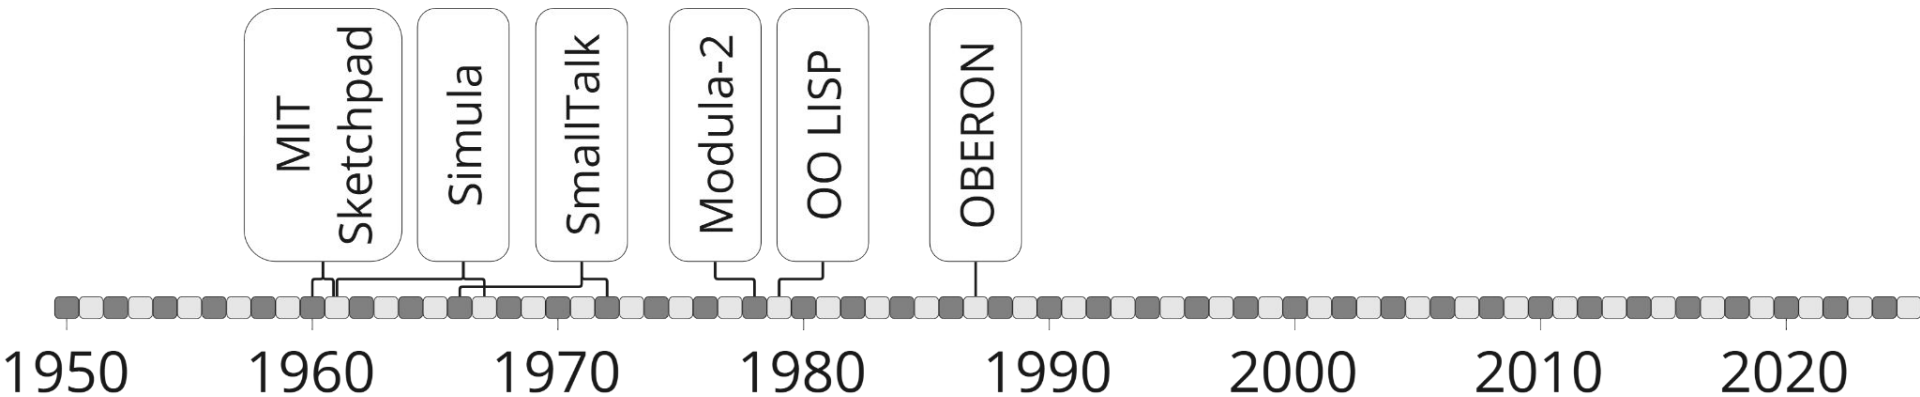 MIT
Sketchpad
Simula
SmallTalk
Modula-2
OO LISP
OBERON
1950
1960
1970
1980
1990
2000
2010
2020